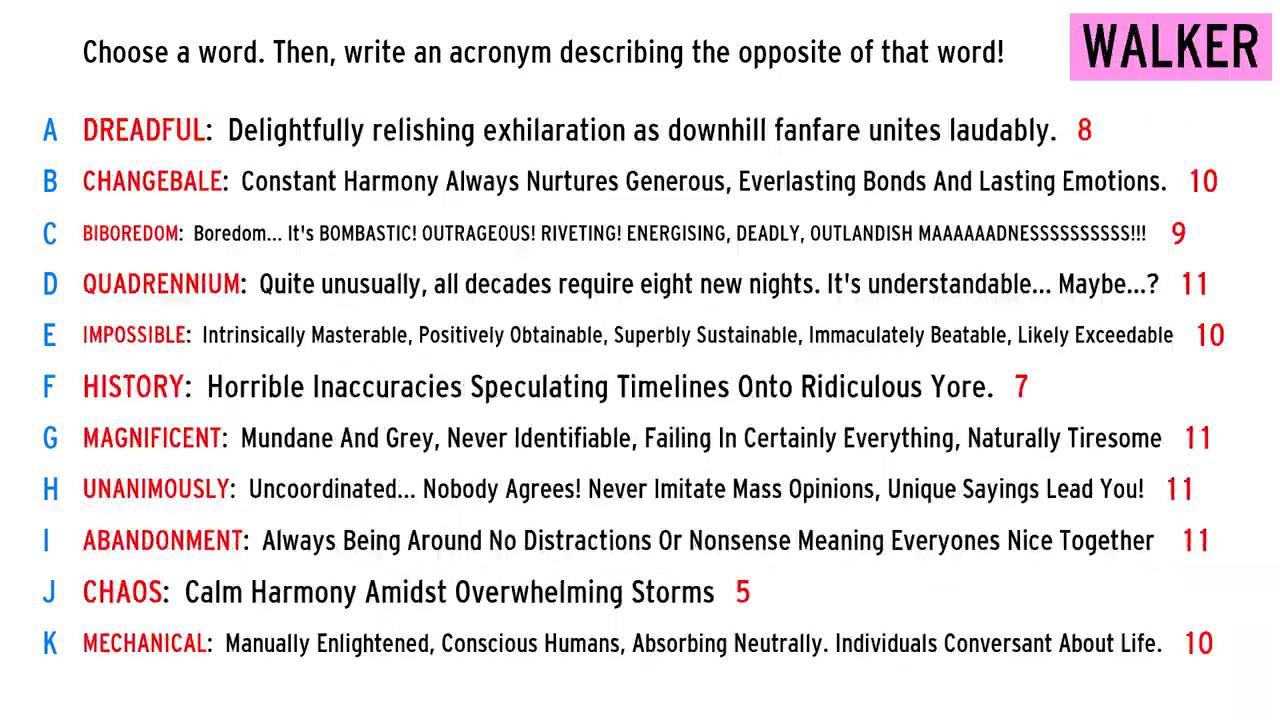 Choose a word. Then, write an acronym describing the opposite of that word! WALKER
A DREADFUL: Delightfully relishing exhilaration as downhill fanfare unites laudably. 8
B CHANGEBALE: Constant Harmony Always Nurtures Generous, Everlasting Bonds And Lasting Emotions. 10
C BIBOREDOM: Boredom... It's BOMBASTIC! OUTRAGEOUS! RIVETING! ENERGISING, DEADLY, OUTLANDISH MAAAAAADNESSSSSSSSSS!!! 9
D QUADRENNIUM: Quite unusually, all decades require eight new nights. It's understandable... Maybe...? 11
E IMPOSSIBLE: Intrinsically Masterable, Positively Obtainable, Superbly Sustainable, Immaculately Beatable, Likely Exceedable 10
F HISTORY: Horrible Inaccuracies Speculating Timelines Onto Ridiculous Yore. 7
G MAGNIFICENT: Mundane And Grey, Never Identifiable, Failing In Certainly Everything, Naturally Tiresome 11
H UNANIMOUSLY: Uncoordinated... Nobody Agrees! Never Imitate Mass Opinions, Unique Sayings Lead You! 11
I ABANDONMENT: Always Being Around No Distractions Or Nonsense Meaning Everyones Nice Together 11
J CHAOS: Calm Harmony Amidst Overwhelming Storms 5
K MECHANICAL: Manually Enlightened, Conscious Humans, Absorbing Neutrally. Individuals Conversant About Life. 10